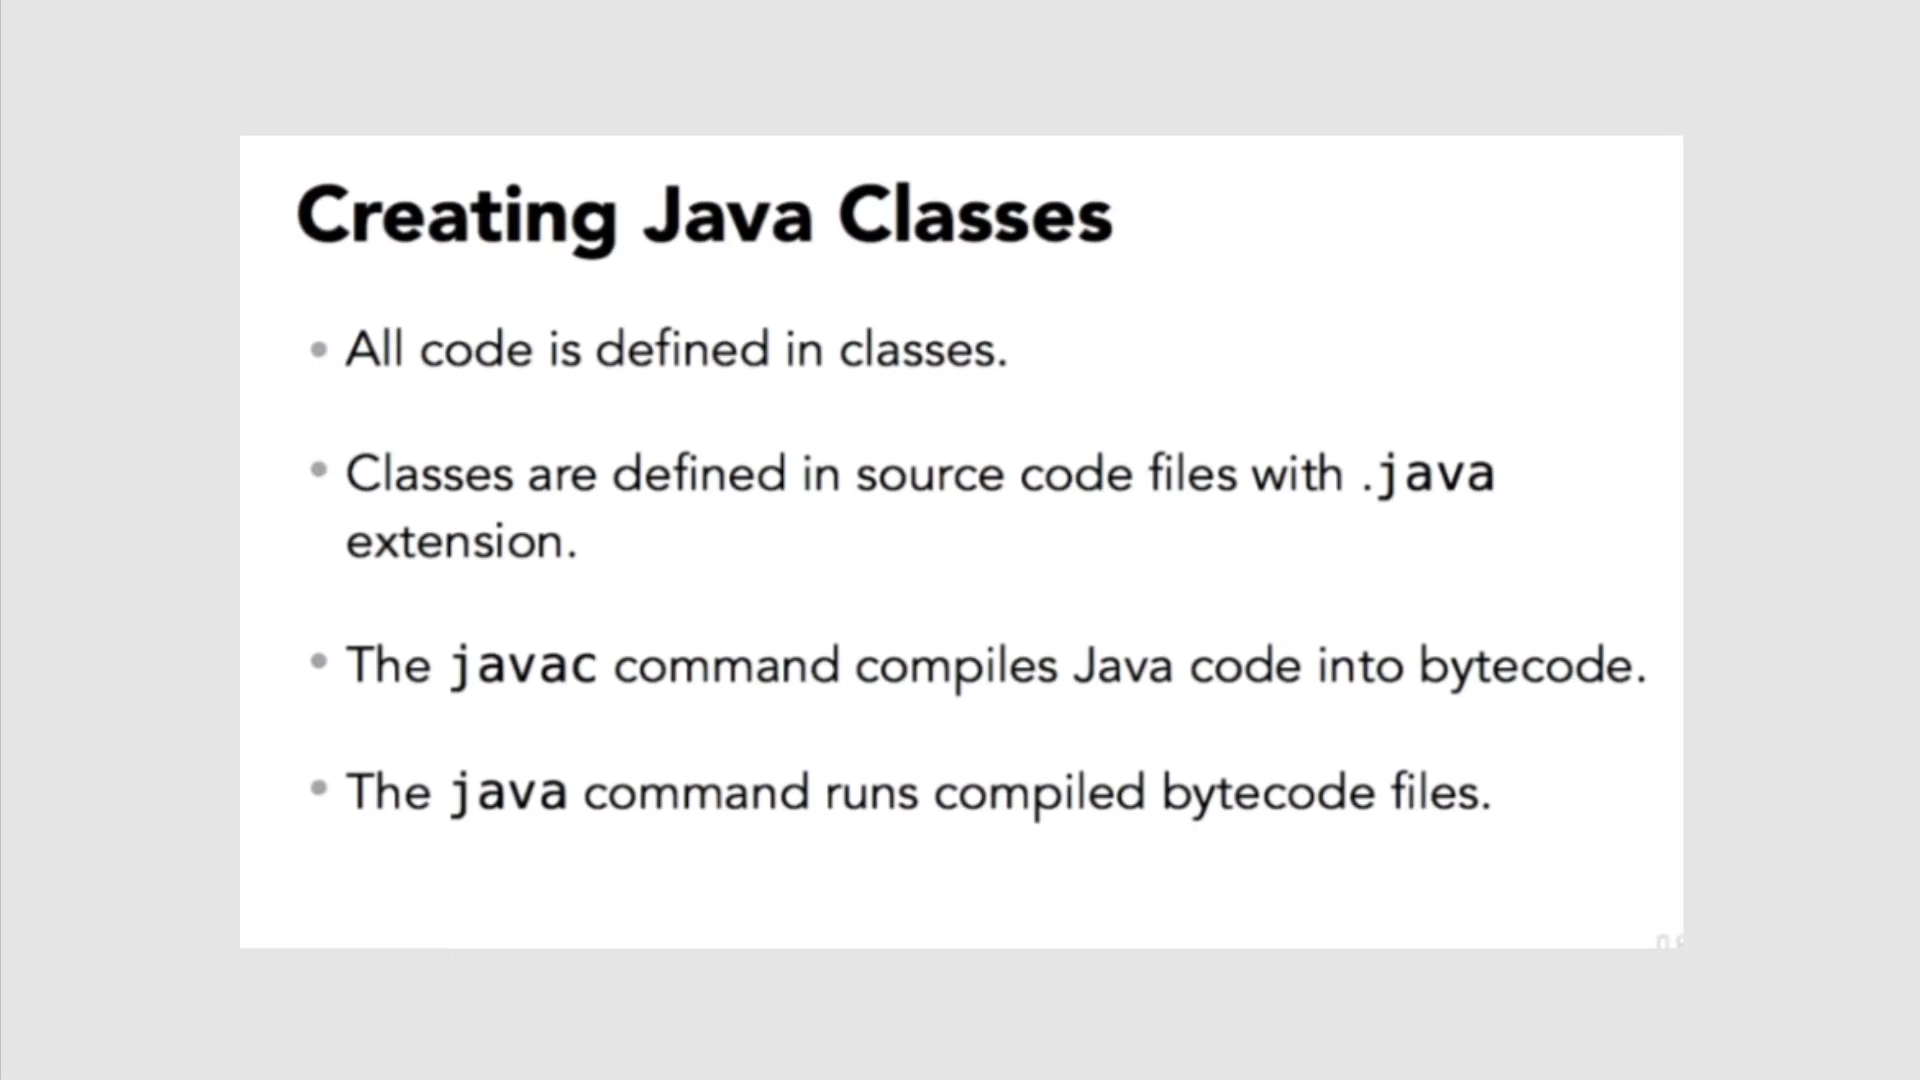 Creating Java Classes
• All code is defined in classes.
• Classes are defined in source code files with .java
extension.
• The javac command compiles Java code into bytecode.
• The java command runs compiled bytecode files.